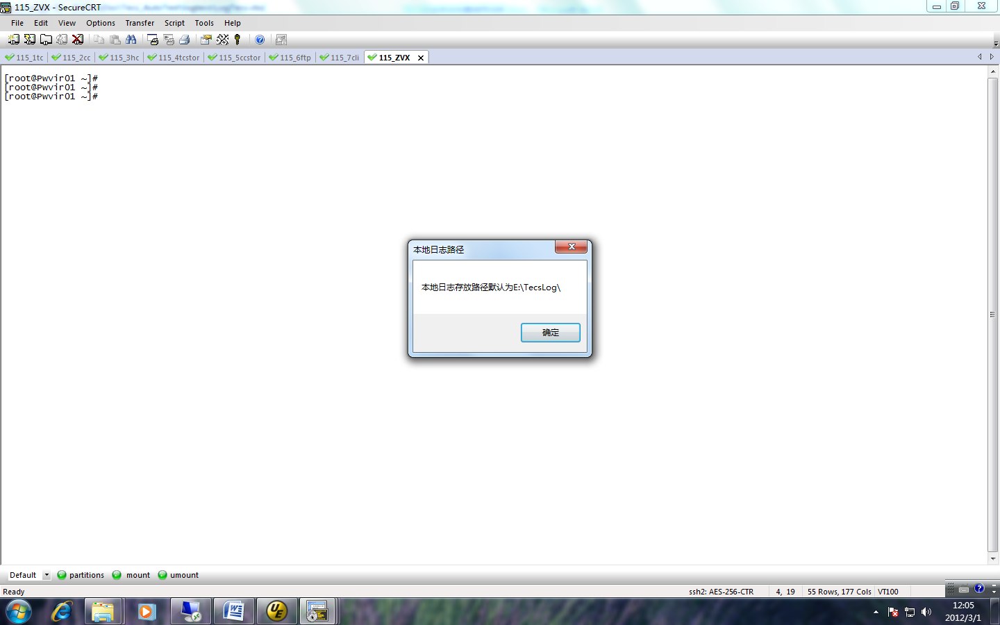 115_ZVX - SecureCRT
File Edit View Options Transfer Script Tools Help
115_1tc 115_2cc 115_3hc 115_4tcstor 115_5ccstor 115_6ftp 115_7cli 115_ZVX
[root@Pwvir01 ~]#
[root@Pwvir01 ~]#
[root@Pwvir01 ~]#
本地日志路径
本地日志存放路径默认为E:\TecsLog\
确定
Default partitions mount umount
Ready ssh2: AES-256-CTR 4, 19 55 Rows, 177 Cols VT100
12:05
2012/3/1